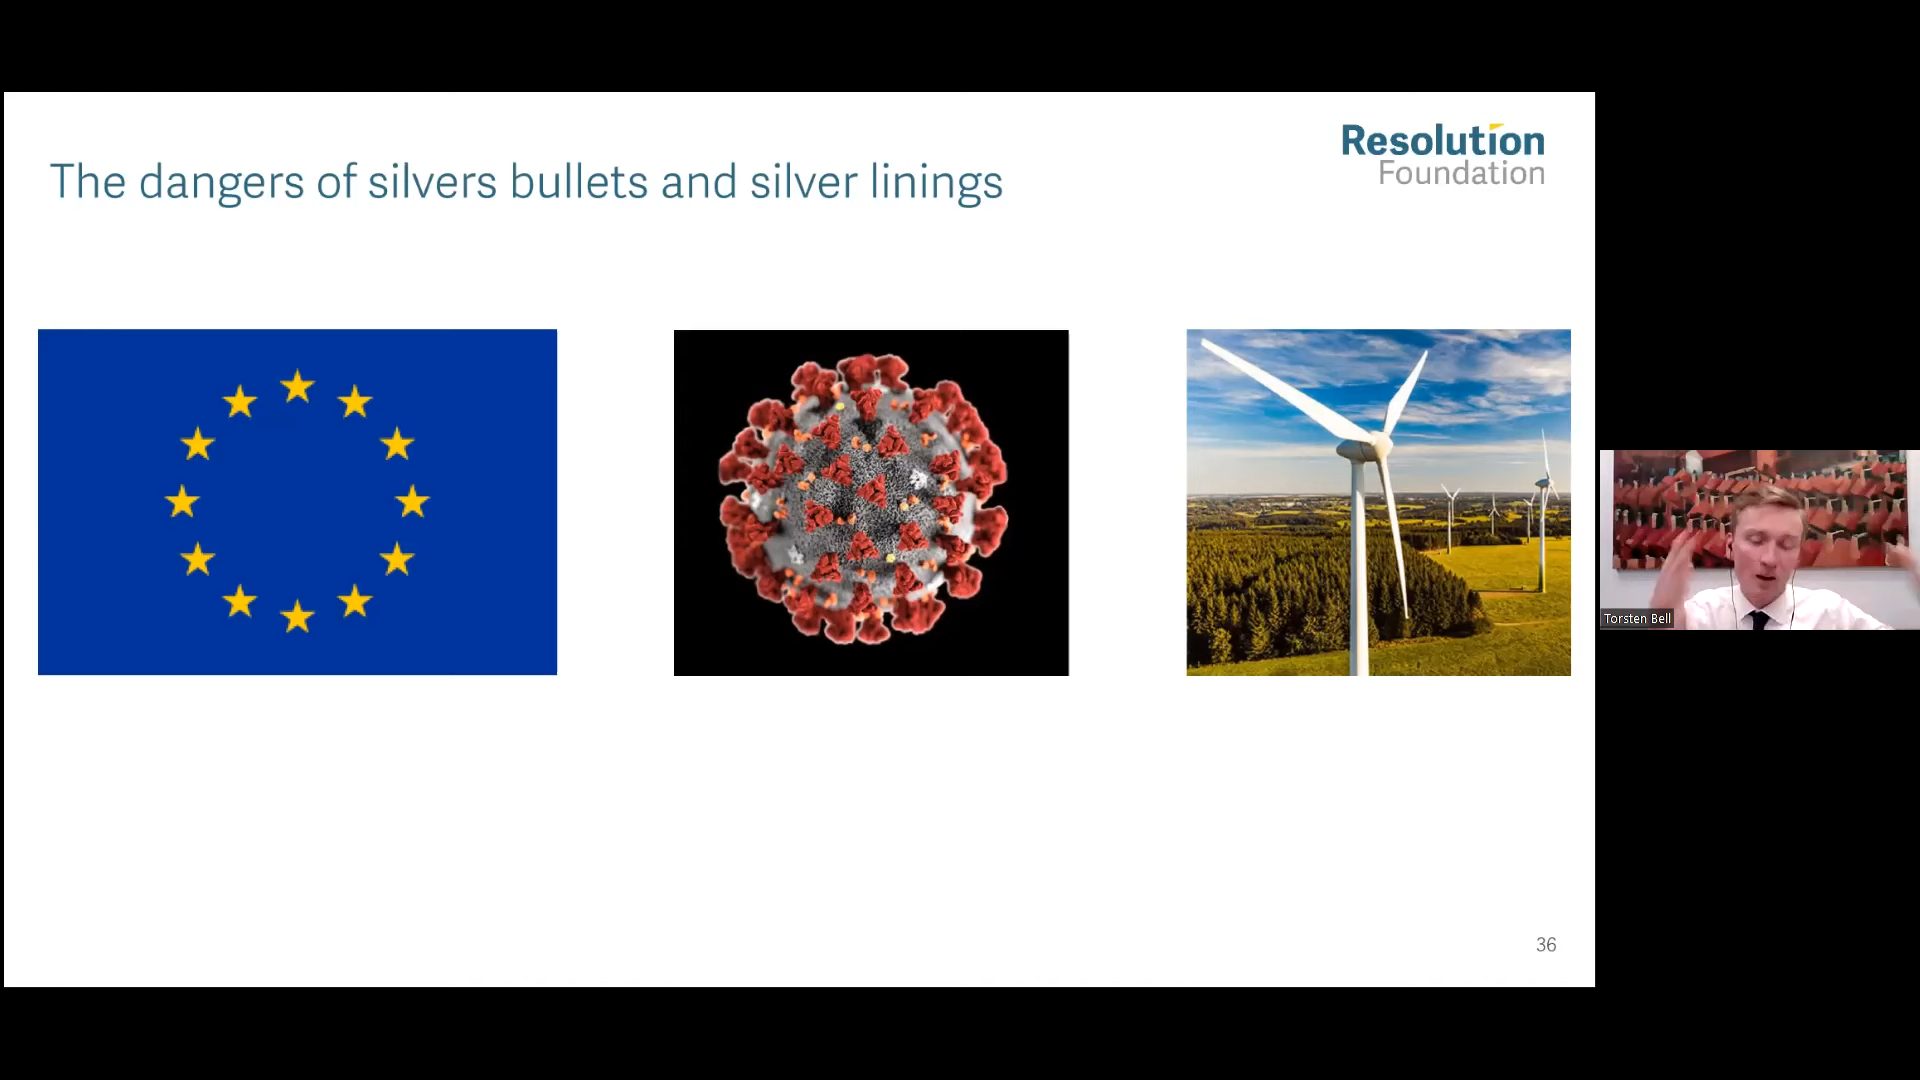 Resolution
Foundation
The dangers of silvers bullets and silver linings
Torsten Bell
36